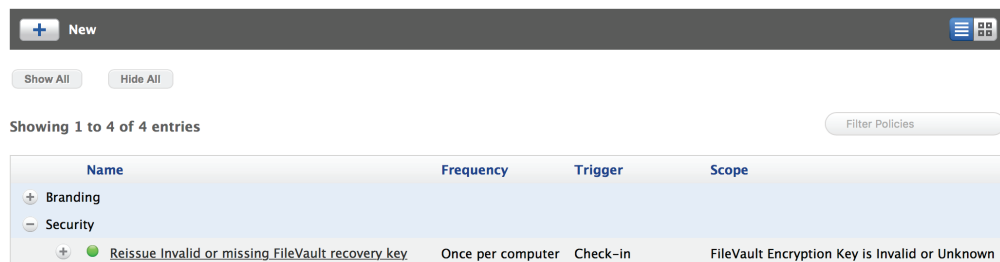 New
Show All Hide All
Showing 1 to 4 of 4 entries Filter Policies
Name Frequency Trigger Scope
Branding
Security
Reissue Invalid or missing FileVault recovery key Once per computer Check-in FileVault Encryption Key is Invalid or Unknown